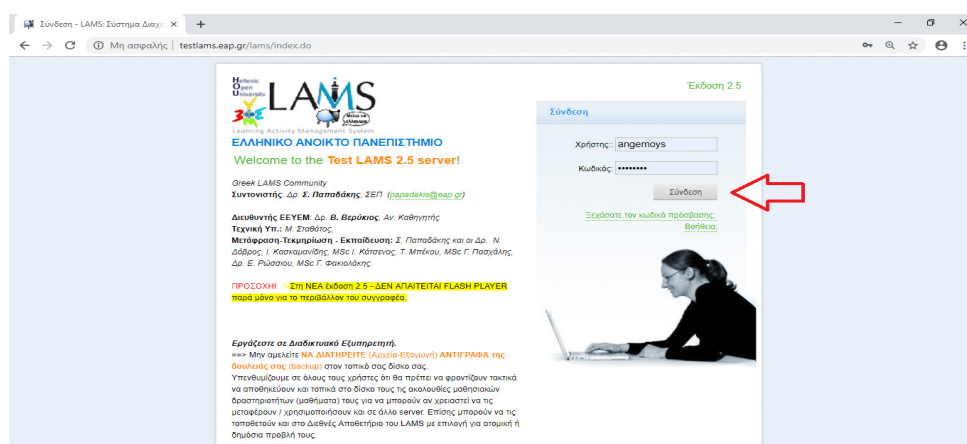 Σύνδεση - LAMS: Σύστημα Διαχε
Μη ασφαλής | testlams.eap.gr/lams/index.do
Hellenic
Open
University
LAMS
Learning Activity Management System
ΕΛΛΗΝΙΚΟ ΑΝΟΙΚΤΟ ΠΑΝΕΠΙΣΤΗΜΙΟ
Welcome to the Test LAMS 2.5 server!
Greek LAMS Community
Συντονιστής: Δρ. Σ. Παπαδάκης, ΣΕΠ (papadakis@eap.gr)
Διευθυντής ΕΕΥΕΜ: Δρ. Β. Βερύκιος, Αν. Καθηγητής
Τεχνική Υπ.: Μ. Σταθάτος,
Μετάφραση-Τεκμηρίωση - Εκπαίδευση: Σ. Παπαδάκης και οι Δρ. Ν.
Δόβρος, Ι. Κασκαμανίδης, MSc Ι. Κάτσενος, Τ. Μπέκου, MSc Γ. Πασχάλης,
Δρ. Ε. Ρώσσιου, MSc Γ. Φακιολάκης.
ΠΡΟΣΟΧΗ! Στη ΝΕΑ έκδοση 2.5 - ΔΕΝ ΑΠΑΙΤΕΙΤΑΙ FLASH PLAYER
παρά μόνο για το περιβάλλον του συγγραφέα.
Εργάζεστε σε Διαδικτυακό Εξυπηρετητή.
==> Μην αμελείτε ΝΑ ΔΙΑΤΗΡΕΙΤΕ (Αρχείο-Εξαγωγή) ΑΝΤΙΓΡΑΦΑ της
δουλειάς σας (backup) στον τοπικό σας δίσκο σας.
Υπενθυμίζουμε σε όλους τους χρήστες ότι θα πρέπει να φροντίζουν τακτικά
να αποθηκεύουν και τοπικά στο δίσκο τους τις ακολουθίες μαθησιακών
δραστηριοτήτων (μαθήματα) τους για να μπορούν αν χρειαστεί να τις
μεταφέρουν / χρησιμοποιήσουν και σε άλλο server. Επίσης μπορούν να τις
τοποθετούν και στο Διεθνές Αποθετήριο του LAMS με επιλογή για ατομική ή
δημόσια προβολή τους.
Έκδοση 2.5
Σύνδεση
Χρήστης: angemoys
Κωδικός: ••••••••
Σύνδεση
Ξεχάσατε τον κωδικό πρόσβασης;
Βοήθεια;